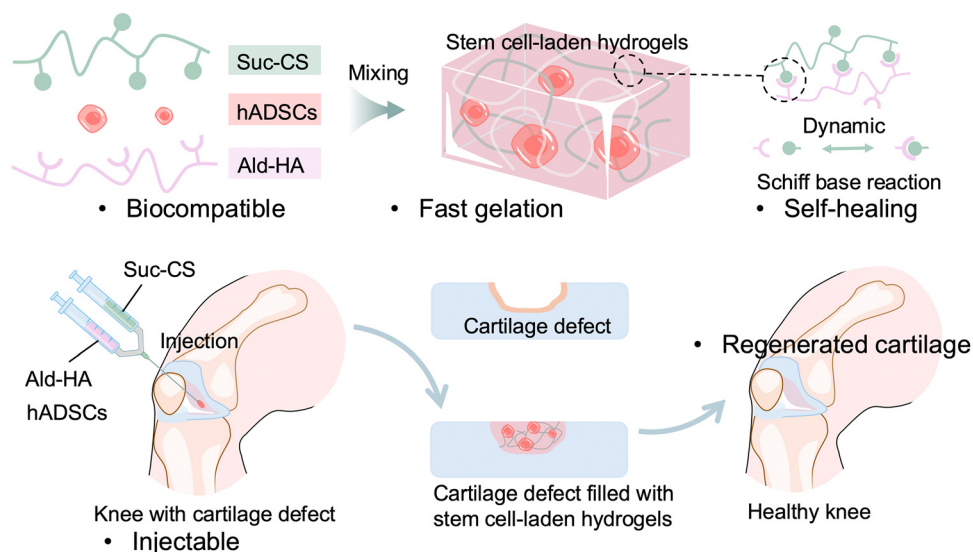 Suc-CS
hADSCs
Ald-HA
• Biocompatible
Mixing
Stem cell-laden hydrogels
• Fast gelation
Dynamic
Schiff base reaction
• Self-healing
Suc-CS
Injection
Ald-HA
hADSCs
Knee with cartilage defect
• Injectable
Cartilage defect
Cartilage defect filled with
stem cell-laden hydrogels
• Regenerated cartilage
Healthy knee